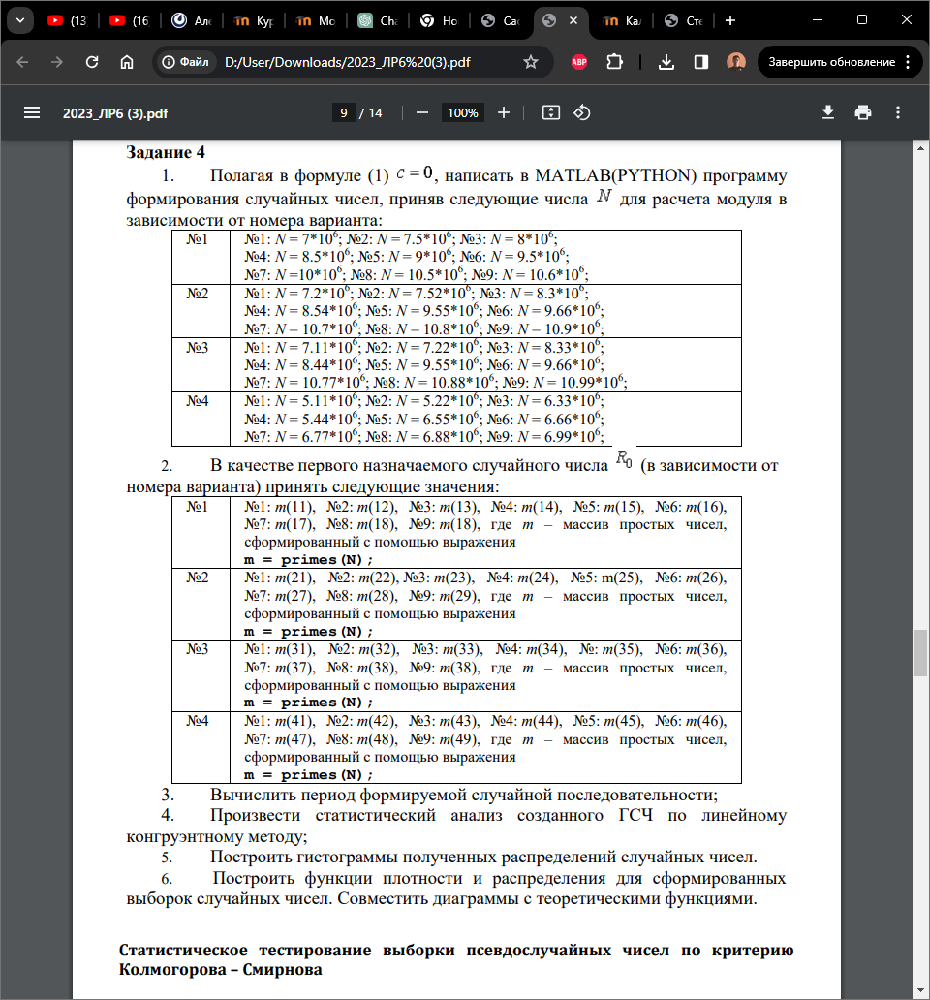 (13
(16
Але
Кур
Мо
Cha
Но
Сас
Ка
Сте
Файл
D:/User/Downloads/2023_ЛР6%20(3).pdf
ABP
Завершить обновление
2023_ЛР6 (3).pdf
9 / 14
100%
Задание 4
1. Полагая в формуле (1) c = 0, написать в MATLAB(PYTHON) программу
формирования случайных чисел, приняв следующие числа N для расчета модуля в
зависимости от номера варианта:
№1 №1: N = 7*10^6; №2: N = 7.5*10^6; №3: N = 8*10^6;
№4: N = 8.5*10^6; №5: N = 9*10^6; №6: N = 9.5*10^6;
№7: N =10*10^6; №8: N = 10.5*10^6; №9: N = 10.6*10^6;
№2 №1: N = 7.2*10^6; №2: N = 7.52*10^6; №3: N = 8.3*10^6;
№4: N = 8.54*10^6; №5: N = 9.55*10^6; №6: N = 9.66*10^6;
№7: N = 10.7*10^6; №8: N = 10.8*10^6; №9: N = 10.9*10^6;
№3 №1: N = 7.11*10^6; №2: N = 7.22*10^6; №3: N = 8.33*10^6;
№4: N = 8.44*10^6; №5: N = 9.55*10^6; №6: N = 9.66*10^6;
№7: N = 10.77*10^6; №8: N = 10.88*10^6; №9: N = 10.99*10^6;
№4 №1: N = 5.11*10^6; №2: N = 5.22*10^6; №3: N = 6.33*10^6;
№4: N = 5.44*10^6; №5: N = 6.55*10^6; №6: N = 6.66*10^6;
№7: N = 6.77*10^6; №8: N = 6.88*10^6; №9: N = 6.99*10^6;
2. В качестве первого назначаемого случайного числа R0 (в зависимости от
номера варианта) принять следующие значения:
№1 №1: m(11), №2: m(12), №3: m(13), №4: m(14), №5: m(15), №6: m(16),
№7: m(17), №8: m(18), №9: m(18), где m – массив простых чисел,
сформированный с помощью выражения
m = primes(N);
№2 №1: m(21), №2: m(22), №3: m(23), №4: m(24), №5: m(25), №6: m(26),
№7: m(27), №8: m(28), №9: m(29), где m – массив простых чисел,
сформированный с помощью выражения
m = primes(N);
№3 №1: m(31), №2: m(32), №3: m(33), №4: m(34), №: m(35), №6: m(36),
№7: m(37), №8: m(38), №9: m(38), где m – массив простых чисел,
сформированный с помощью выражения
m = primes(N);
№4 №1: m(41), №2: m(42), №3: m(43), №4: m(44), №5: m(45), №6: m(46),
№7: m(47), №8: m(48), №9: m(49), где m – массив простых чисел,
сформированный с помощью выражения
m = primes(N);
3. Вычислить период формируемой случайной последовательности;
4. Произвести статистический анализ созданного ГСЧ по линейному
конгруэнтному методу;
5. Построить гистограммы полученных распределений случайных чисел.
6. Построить функции плотности и распределения для сформированных
выборок случайных чисел. Совместить диаграммы с теоретическими функциями.
Статистическое тестирование выборки псевдослучайных чисел по критерию
Колмогорова – Смирнова